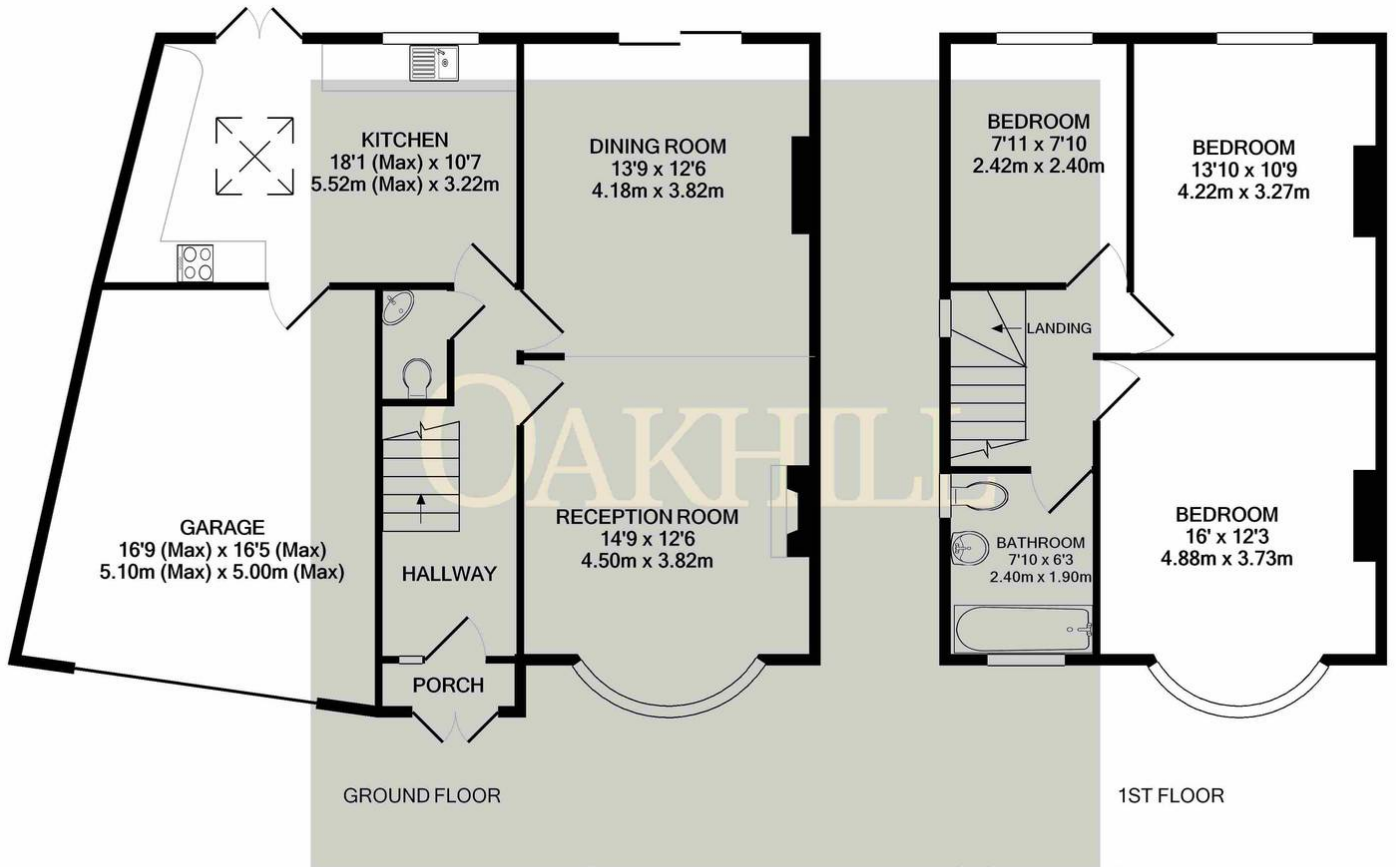 KITCHEN
18'1 (Max) x 10'7
5.52m (Max) x 3.22m
DINING ROOM
13'9 x 12'6
4.18m x 3.82m
GARAGE
16'9 (Max) x 16'5 (Max)
5.10m (Max) x 5.00m (Max)
HALLWAY
RECEPTION ROOM
14'9 x 12'6
4.50m x 3.82m
PORCH
GROUND FLOOR
OAKHILL
BEDROOM
7'11 x 7'10
2.42m x 2.40m
BEDROOM
13'10 x 10'9
4.22m x 3.27m
LANDING
BATHROOM
7'10 x 6'3
2.40m x 1.90m
BEDROOM
16' x 12'3
4.88m x 3.73m
1ST FLOOR